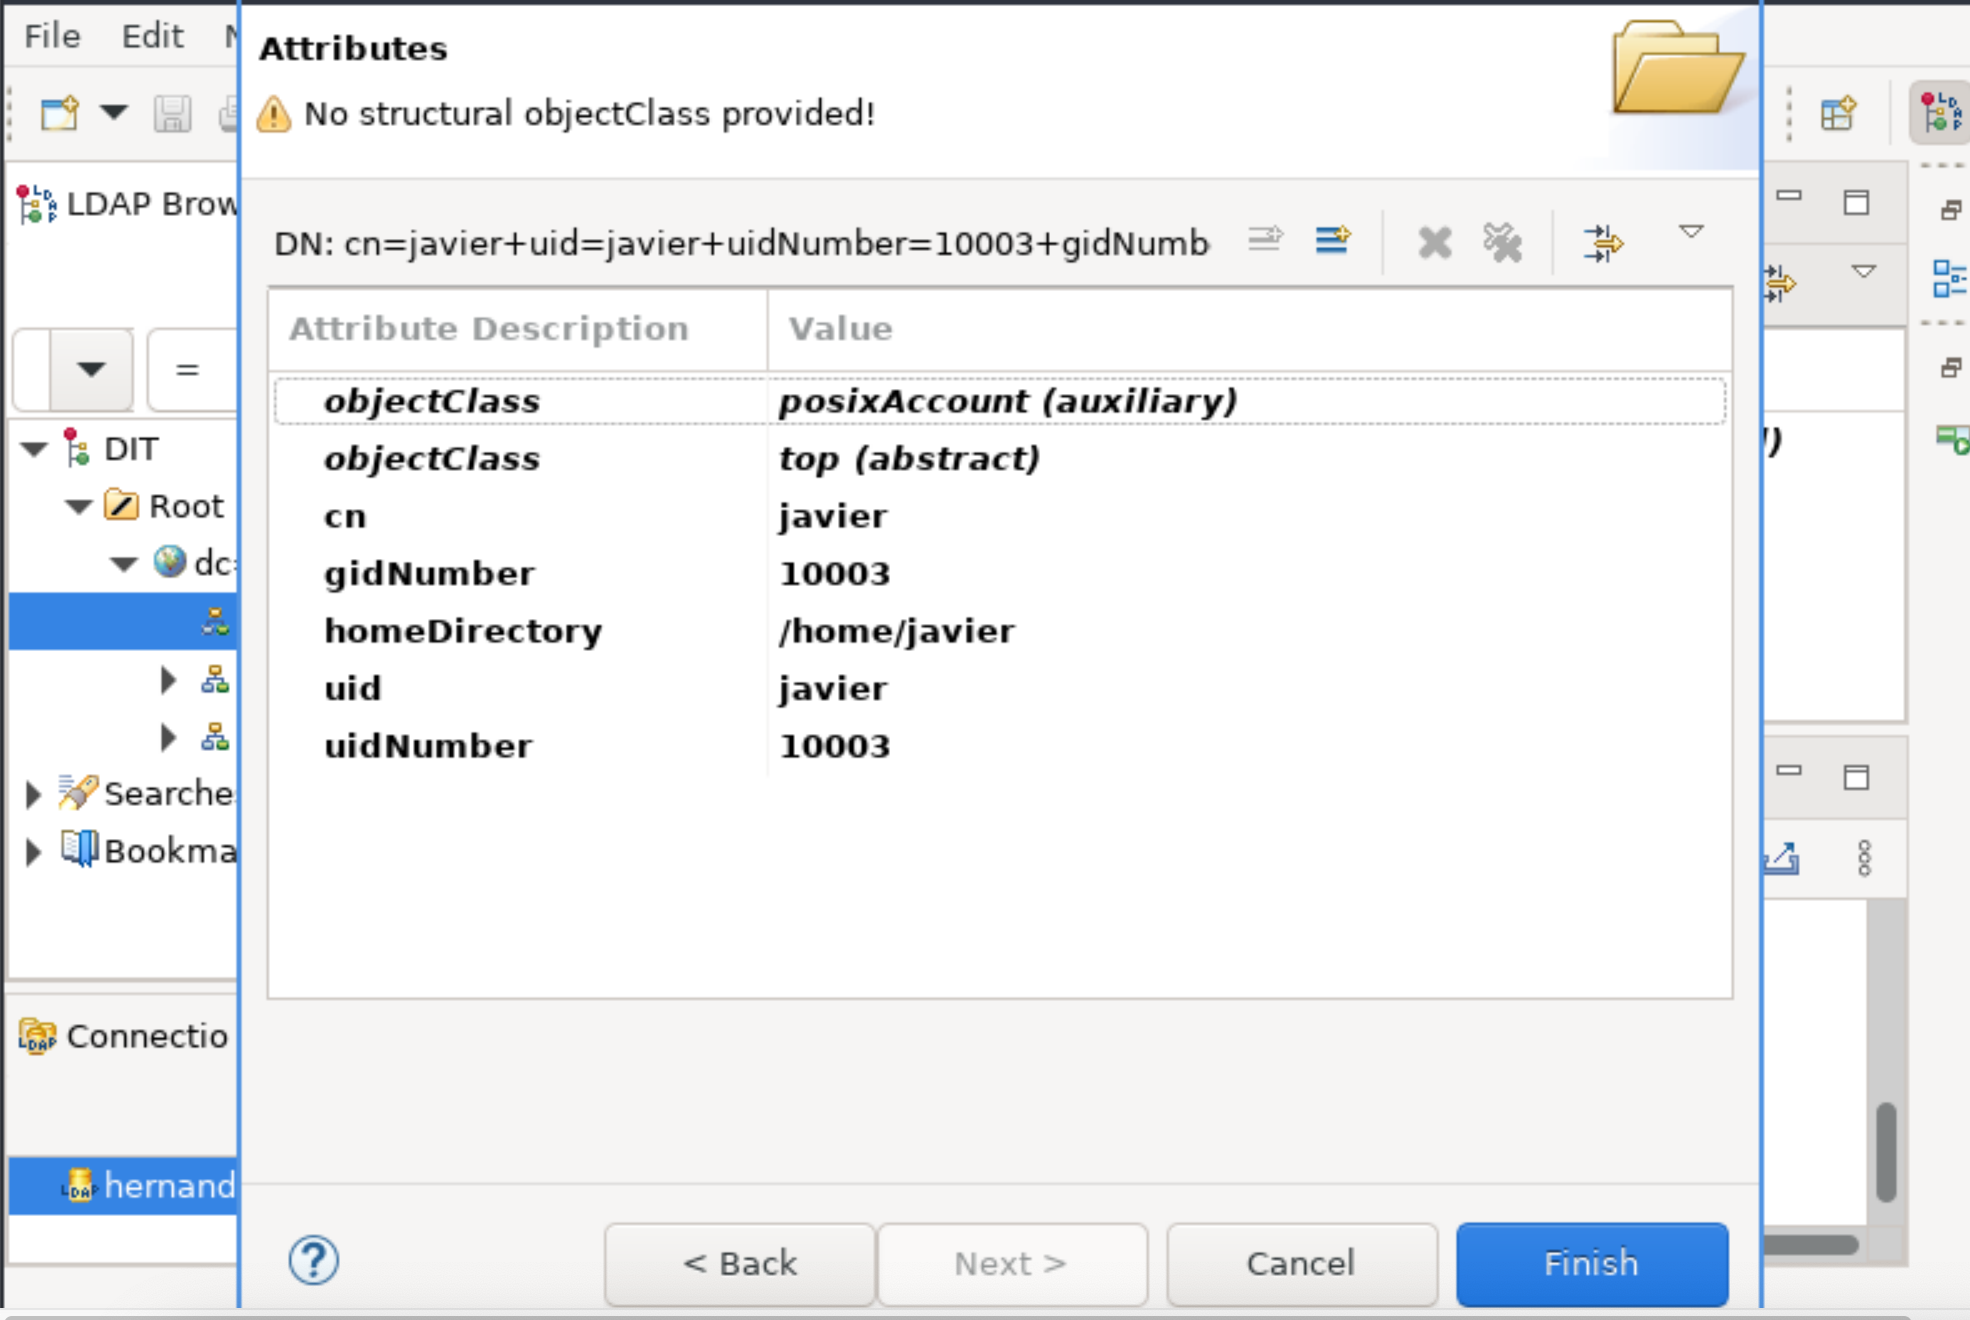 File Edit
Attributes
No structural objectClass provided!
LDAP Brow
DN: cn=javier+uid=javier+uidNumber=10003+gidNumb
Attribute Description Value
=
objectClass posixAccount (auxiliary)
objectClass top (abstract)
cn javier
gidNumber 10003
homeDirectory /home/javier
uid javier
uidNumber 10003
DIT
Root
dc=
Searche
Bookma
Connectio
LDAP hernand
? < Back Next > Cancel Finish